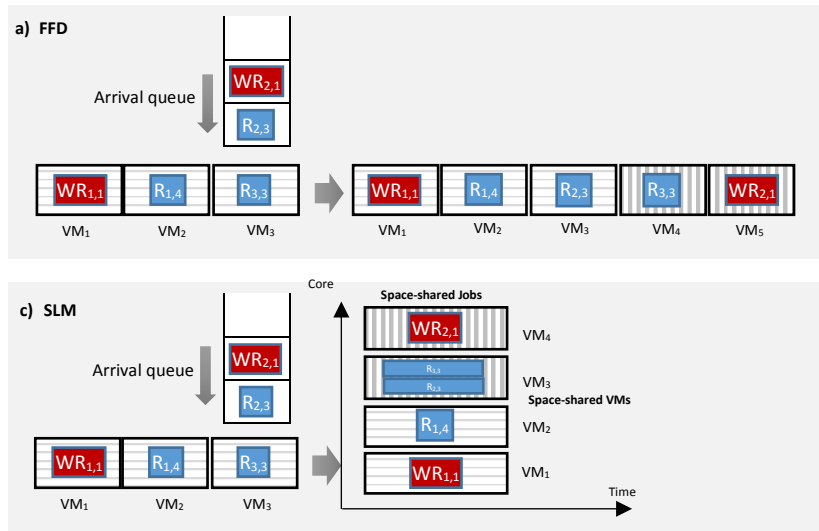 a) FFD
WR2,1
Arrival queue
R2,3
WR1,1 R1,4 R3,3 WR1,1 R1,4 R2,3 R3,3 WR2,1
VM1 VM2 VM3 VM1 VM2 VM3 VM4 VM5
c) SLM
Core
Space-shared Jobs
WR2,1
VM4
WR2,1
Arrival queue
R3,3
R2,3
VM3
Space-shared VMs
R2,3
R1,4
VM2
WR1,1 R1,4 R3,3
WR1,1
VM1
Time
VM1 VM2 VM3